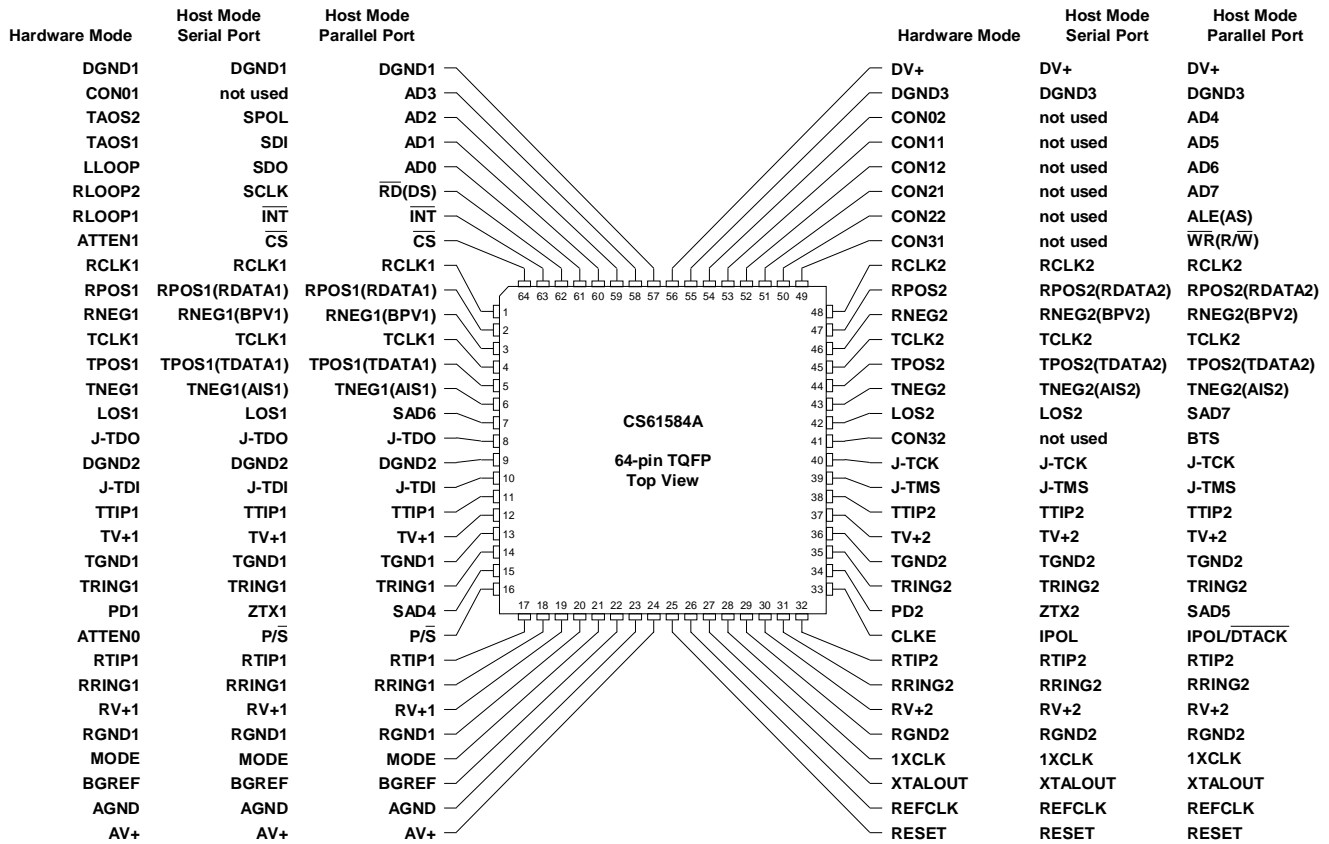 Hardware Mode Host Mode Serial Port Host Mode Parallel Port
DGND1 DGND1 DGND1
CON01 not used AD3
TAOS2 SPOL AD2
TAOS1 SDI AD1
LLOOP SDO AD0
RLOOP2 SCLK R̅D̅(DS)
RLOOP1 I̅N̅T̅ I̅N̅T̅
ATTEN1 C̅S̅ C̅S̅
RCLK1 RCLK1 RCLK1
RPOS1 RPOS1(RDATA1) RPOS1(RDATA1)
RNEG1 RNEG1(BPV1) RNEG1(BPV1)
TCLK1 TCLK1 TCLK1
TPOS1 TPOS1(TDATA1) TPOS1(TDATA1)
TNEG1 TNEG1(AIS1) TNEG1(AIS1)
LOS1 LOS1 SAD6
J-TDO J-TDO J-TDO
DGND2 DGND2 DGND2
J-TDI J-TDI J-TDI
TTIP1 TTIP1 TTIP1
TV+1 TV+1 TV+1
TGND1 TGND1 TGND1
TRING1 TRING1 TRING1
PD1 ZTX1 SAD4
ATTEN0 P/S̅ P/S̅
RTIP1 RTIP1 RTIP1
RRING1 RRING1 RRING1
RV+1 RV+1 RV+1
RGND1 RGND1 RGND1
MODE MODE MODE
BGREF BGREF BGREF
AGND AGND AGND
AV+ AV+ AV+
64 63 62 61 60 59 58 57 56 55 54 53 52 51 50 49
1 48
2 47
3 46
4 45
5 44
6 43
7 42
8 41
9 40
10 39
11 38
12 37
13 36
14 35
15 34
16 33
17 18 19 20 21 22 23 24 25 26 27 28 29 30 31 32
CS61584A
64-pin TQFP
Top View
Hardware Mode Host Mode Serial Port Host Mode Parallel Port
DV+ DV+ DV+
DGND3 DGND3 DGND3
CON02 not used AD4
CON11 not used AD5
CON12 not used AD6
CON21 not used AD7
CON22 not used ALE(AS)
CON31 not used W̅R̅(R/W̅)
RCLK2 RCLK2 RCLK2
RPOS2 RPOS2(RDATA2) RPOS2(RDATA2)
RNEG2 RNEG2(BPV2) RNEG2(BPV2)
TCLK2 TCLK2 TCLK2
TPOS2 TPOS2(TDATA2) TPOS2(TDATA2)
TNEG2 TNEG2(AIS2) TNEG2(AIS2)
LOS2 LOS2 SAD7
CON32 not used BTS
J-TCK J-TCK J-TCK
J-TMS J-TMS J-TMS
TTIP2 TTIP2 TTIP2
TV+2 TV+2 TV+2
TGND2 TGND2 TGND2
TRING2 TRING2 TRING2
PD2 ZTX2 SAD5
CLKE IPOL IPOL/D̅T̅A̅C̅K̅
RTIP2 RTIP2 RTIP2
RRING2 RRING2 RRING2
RV+2 RV+2 RV+2
RGND2 RGND2 RGND2
1XCLK 1XCLK 1XCLK
XTALOUT XTALOUT XTALOUT
REFCLK REFCLK REFCLK
RESET RESET RESET